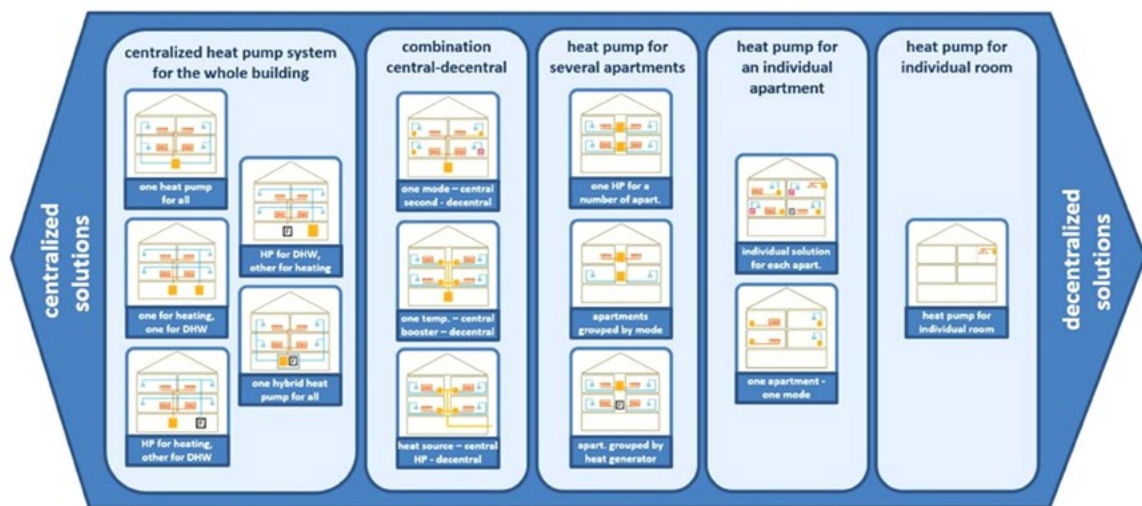 centralized
solutions
centralized heat pump system
for the whole building
one heat pump
for all
one for heating,
one for DHW
HP for heating,
other for DHW
HP for DHW,
other for heating
one hybrid heat
pump for all
combination
central-decentral
one mode – central
second - decentral
one temp. – central
booster – decentral
heat source – central
HP - decentral
heat pump for
several apartments
one HP for a
number of apart.
apartments
grouped by mode
apart. grouped by
heat generator
heat pump for
an individual
apartment
individual solution
for each apart.
one apartment -
one mode
heat pump for
individual room
heat pump for
individual room
decentralized
solutions